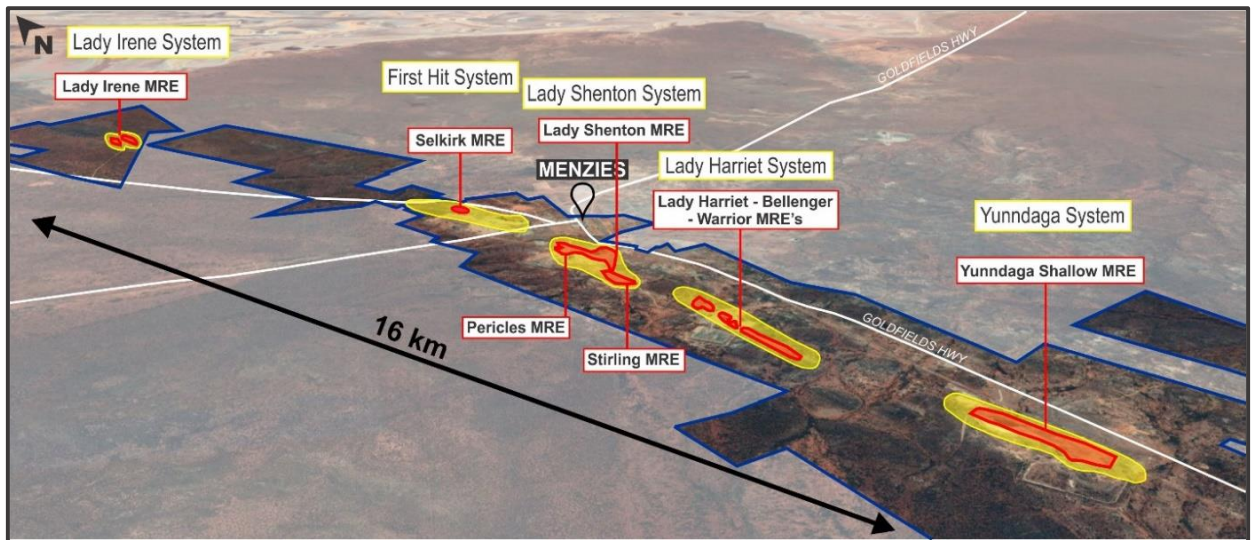 N
Lady Irene System
Lady Irene MRE
First Hit System
Selkirk MRE
Lady Shenton System
Lady Shenton MRE
MENZIES
Lady Harriet System
Lady Harriet - Bellenger
- Warrior MRE's
Yunndaga System
Yunndaga Shallow MRE
GOLDFIELDS HWY
GOLDFIELDS HWY
Pericles MRE
Stirling MRE
16 km